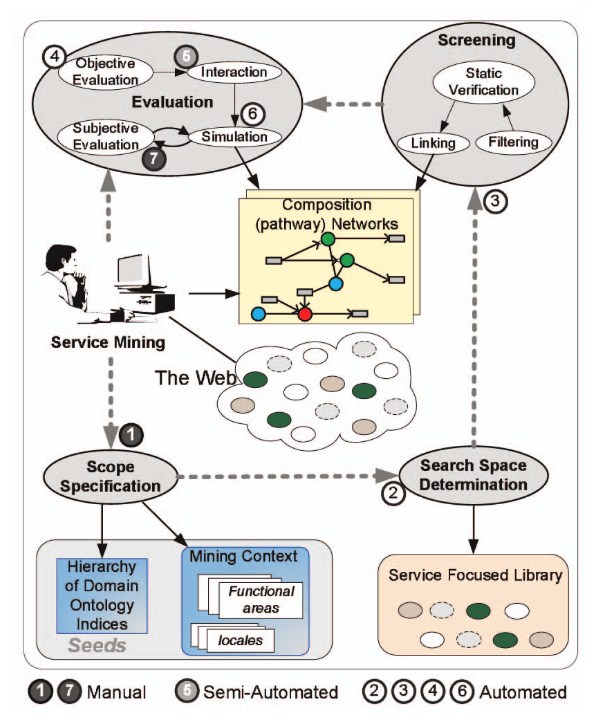 Screening
4
Objective
Evaluation
5
Interaction
Static
Verification
Evaluation
6
Subjective
Evaluation
Simulation
7
Linking
Filtering
3
Composition
(pathway) Networks
Service Mining
The Web
1
Scope
Specification
2
Search Space
Determination
Hierarchy
of Domain
Ontology
Indices
Seeds
Mining Context
Functional
areas
locales
Service Focused Library
1 7 Manual 5 Semi-Automated 2 3 4 6 Automated